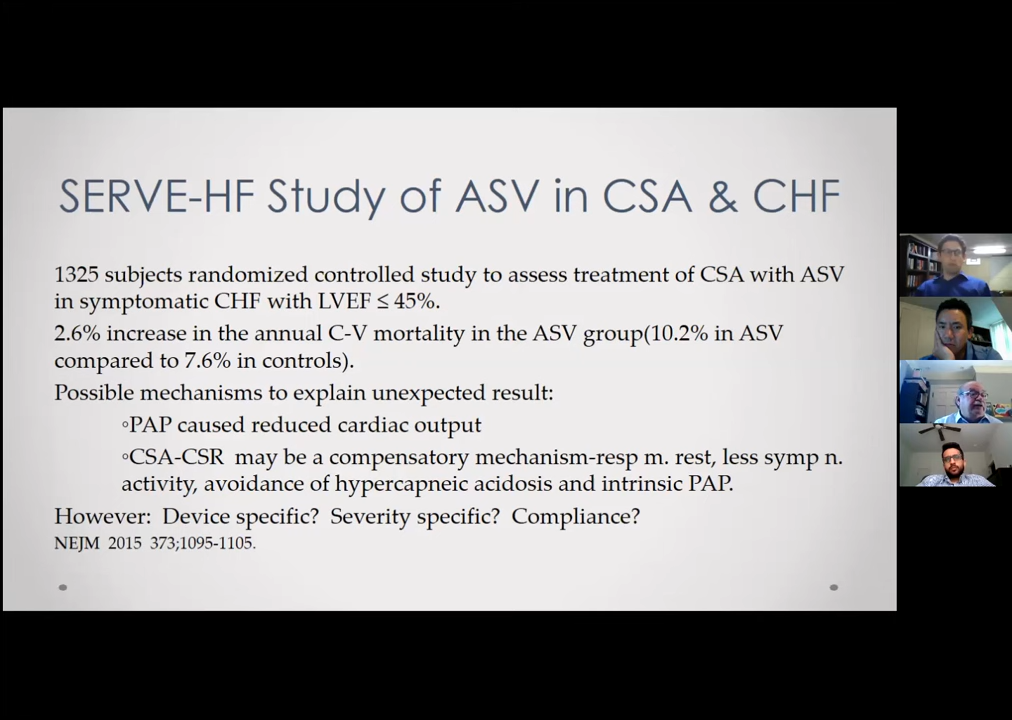 SERVE-HF Study of ASV in CSA & CHF
1325 subjects randomized controlled study to assess treatment of CSA with ASV
in symptomatic CHF with LVEF ≤ 45%.
2.6% increase in the annual C-V mortality in the ASV group(10.2% in ASV
compared to 7.6% in controls).
Possible mechanisms to explain unexpected result:
◦PAP caused reduced cardiac output
◦CSA-CSR may be a compensatory mechanism-resp m. rest, less symp n.
activity, avoidance of hypercapneic acidosis and intrinsic PAP.
However: Device specific? Severity specific? Compliance?
NEJM 2015 373;1095-1105.